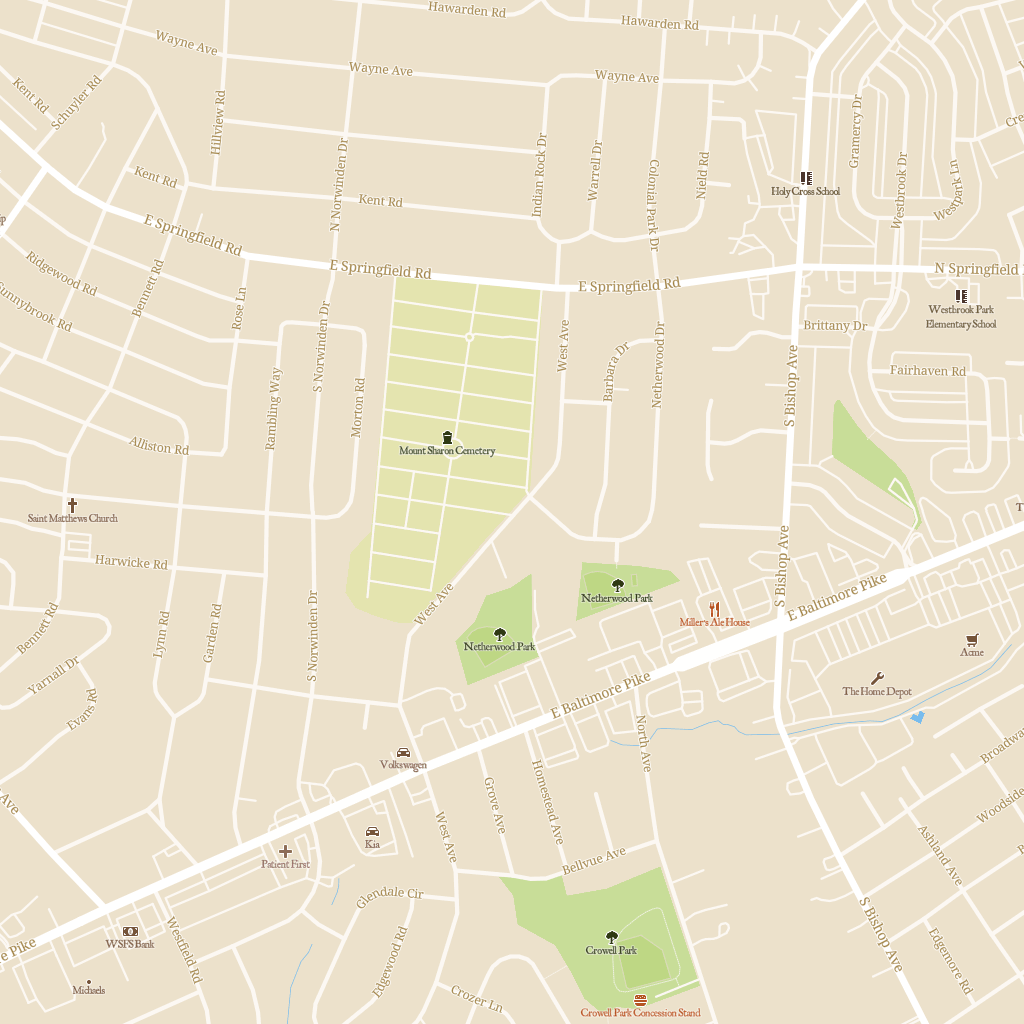 Hawarden Rd
Hawarden Rd
Wayne Ave
Wayne Ave
Wayne Ave
Kent Rd
Schuyler Rd
Hillview Rd
N Norwinden Dr
Indian Rock Dr
Warrell Dr
Colonial Park Dr
Nield Rd
Gramercy Dr
Westbrook Dr
Westpark Ln
Holy Cross School
Kent Rd
Kent Rd
E Springfield Rd
E Springfield Rd
E Springfield Rd
N Springfield
Ridgewood Rd
Sunnybrook Rd
Bennett Rd
Rose Ln
S Norwinden Dr
West Ave
Barbara Dr
Netherwood Dr
Westbrook Park
Elementary School
Brittany Dr
Fairhaven Rd
S Bishop Ave
Rambling Way
Morton Rd
Alliston Rd
Mount Sharon Cemetery
Saint Matthews Church
Harwicke Rd
S Bishop Ave
E Baltimore Pike
Netherwood Park
Miller's Ale House
West Ave
Netherwood Park
Bennett Rd
Lynn Rd
Garden Rd
S Norwinden Dr
Yarnall Dr
Evans Rd
Acme
The Home Depot
E Baltimore Pike
North Ave
Volkswagen
Grove Ave
Homestead Ave
West Ave
Kia
Patient First
Bellvue Ave
Glendale Cir
Edgewood Rd
Crozer Ln
Westfield Rd
WSFS Bank
Michaels
e Pike
Ave
Crowell Park
Crowell Park Concession Stand
S Bishop Ave
Ashland Ave
Edgemore Rd
Woodside
Broadwa